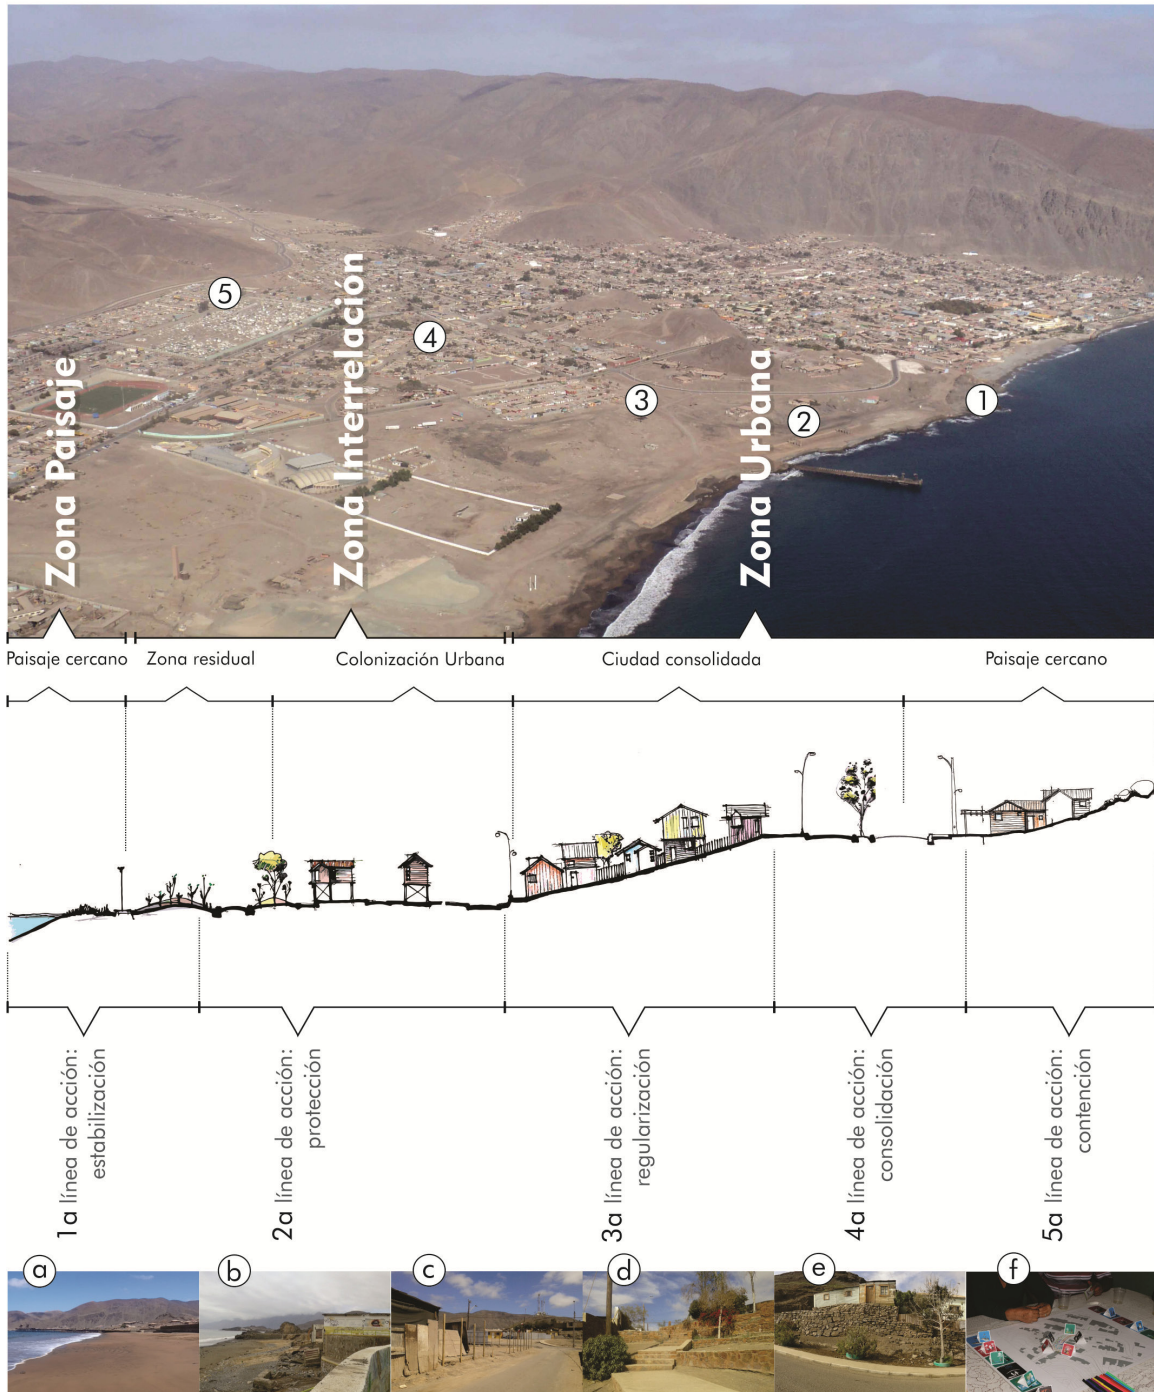 5
4
3
2
1
Zona Paisaje
Zona Interrelación
Zona Urbana
Paisaje cercano
Zona residual
Colonización Urbana
Ciudad consolidada
Paisaje cercano
1a línea de acción:
estabilización
2a línea de acción:
protección
3a línea de acción:
regularización
4a línea de acción:
consolidación
5a línea de acción:
contención
a
b
c
d
e
f